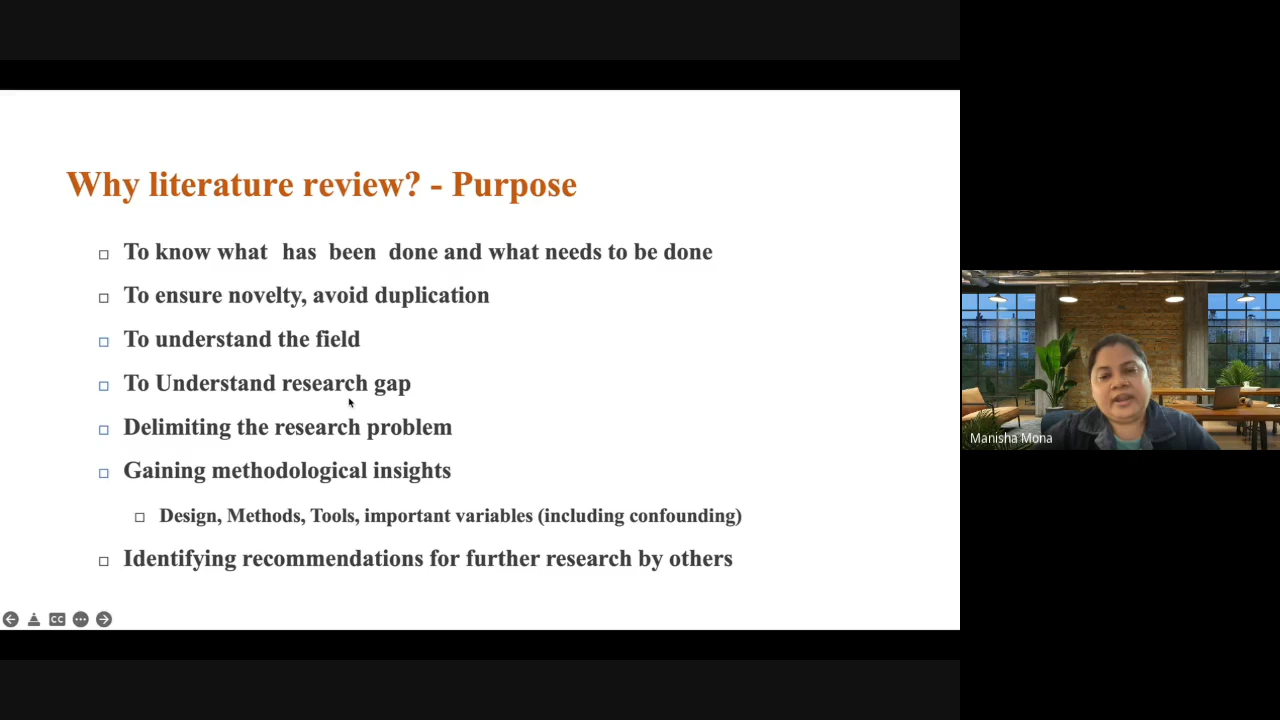 Why literature review? - Purpose
To know what has been done and what needs to be done
To ensure novelty, avoid duplication
To understand the field
To Understand research gap
Delimiting the research problem
Gaining methodological insights
Design, Methods, Tools, important variables (including confounding)
Identifying recommendations for further research by others
CC
Manisha Mona